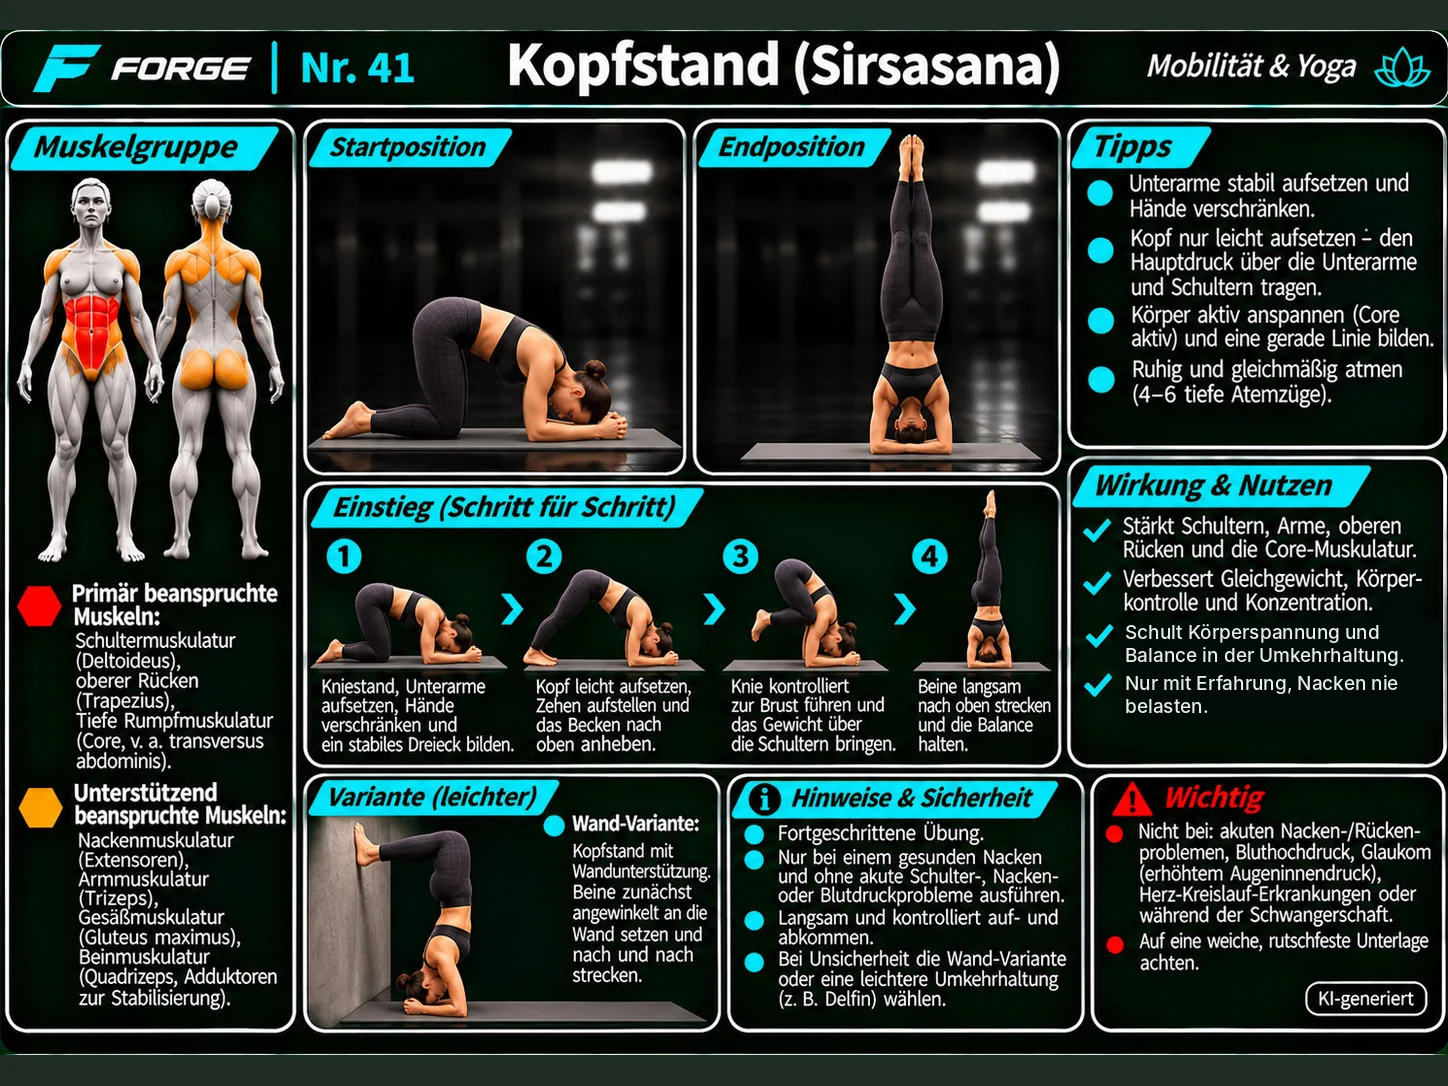 FORGE
Nr. 41
Kopfstand (Sirsasana)
Mobilität & Yoga
Muskelgruppe
Primär beanspruchte
Muskeln:
Schultermuskulatur
(Deltoideus),
oberer Rücken
(Trapezius),
Tiefe Rumpfmuskulatur
(Core, v. a. transversus
abdominis).
Unterstützend
beanspruchte Muskeln:
Nackenmuskulatur
(Extensoren),
Armmuskulatur
(Trizeps),
Gesäßmuskulatur
(Gluteus maximus),
Beinmuskulatur
(Quadrizeps, Adduktoren
zur Stabilisierung).
Startposition
Endposition
Einstieg (Schritt für Schritt)
1
Kniestand, Unterarme
aufsetzen, Hände
verschränken und
ein stabiles Dreieck bilden.
2
Kopf leicht aufsetzen,
Zehen aufstellen und
das Becken nach
oben anheben.
3
Knie kontrolliert
zur Brust führen und
das Gewicht über
die Schultern bringen.
4
Beine langsam
nach oben strecken
und die Balance
halten.
Variante (leichter)
Wand-Variante:
Kopfstand mit
Wandunterstützung.
Beine zunächst
angewinkelt an die
Wand setzen und
nach und nach
strecken.
Tipps
Unterarme stabil aufsetzen und
Hände verschränken.
Kopf nur leicht aufsetzen – den
Hauptdruck über die Unterarme
und Schultern tragen.
Körper aktiv anspannen (Core
aktiv) und eine gerade Linie bilden.
Ruhig und gleichmäßig atmen
(4–6 tiefe Atemzüge).
Wirkung & Nutzen
Stärkt Schultern, Arme, oberen
Rücken und die Core-Muskulatur.
Verbessert Gleichgewicht, Körper-
kontrolle und Konzentration.
Schult Körperspannung und
Balance in der Umkehrhaltung.
Nur mit Erfahrung, Nacken nie
belasten.
i Hinweise & Sicherheit
Fortgeschrittene Übung.
Nur bei einem gesunden Nacken
und ohne akute Schulter-, Nacken-
oder Blutdruckprobleme ausführen.
Langsam und kontrolliert auf- und
abkommen.
Bei Unsicherheit die Wand-Variante
oder eine leichtere Umkehrhaltung
(z. B. Delfin) wählen.
! Wichtig
Nicht bei: akuten Nacken-/Rücken-
problemen, Bluthochdruck, Glaukom
(erhöhtem Augeninnendruck),
Herz-Kreislauf-Erkrankungen oder
während der Schwangerschaft.
Auf eine weiche, rutschfeste Unterlage
achten.
KI-generiert